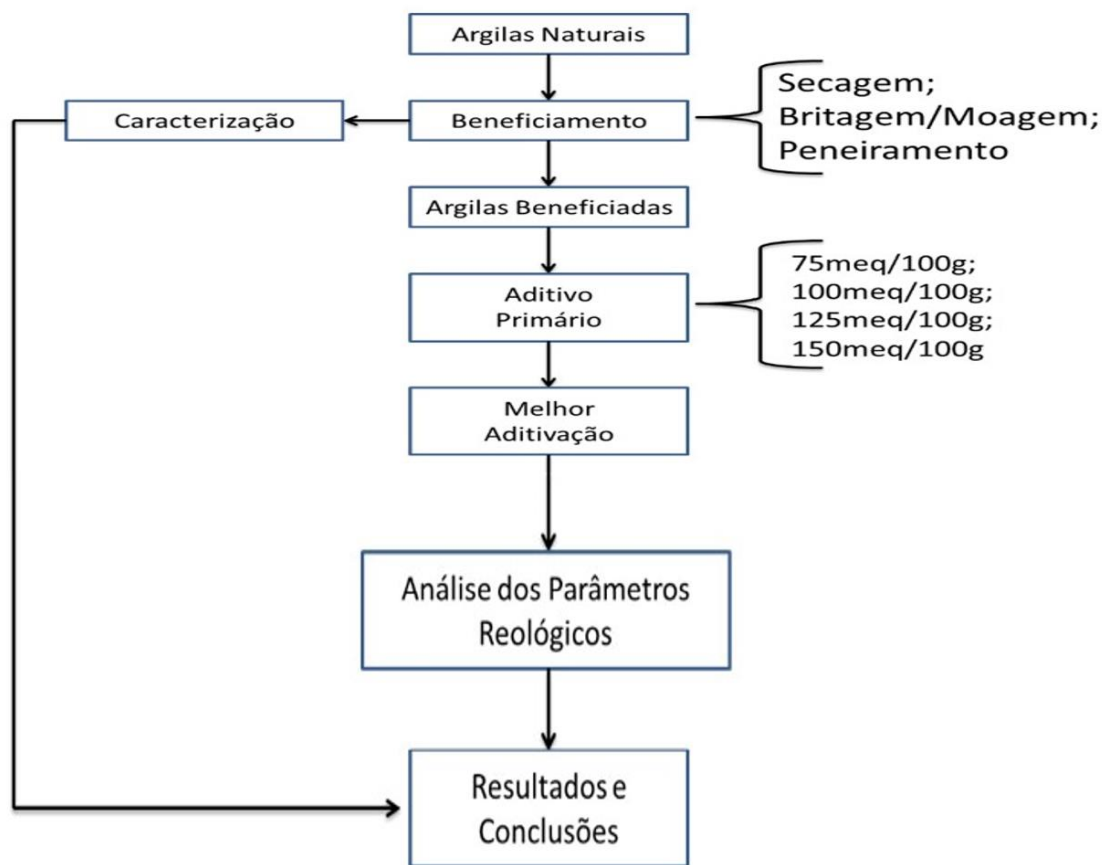 Argilas Naturais
Caracterização
Beneficiamento
Secagem;
Britagem/Moagem;
Peneiramento
Argilas Beneficiadas
Aditivo
Primário
75meq/100g;
100meq/100g;
125meq/100g;
150meq/100g
Melhor
Aditivação
Análise dos Parâmetros
Reológicos
Resultados e
Conclusões